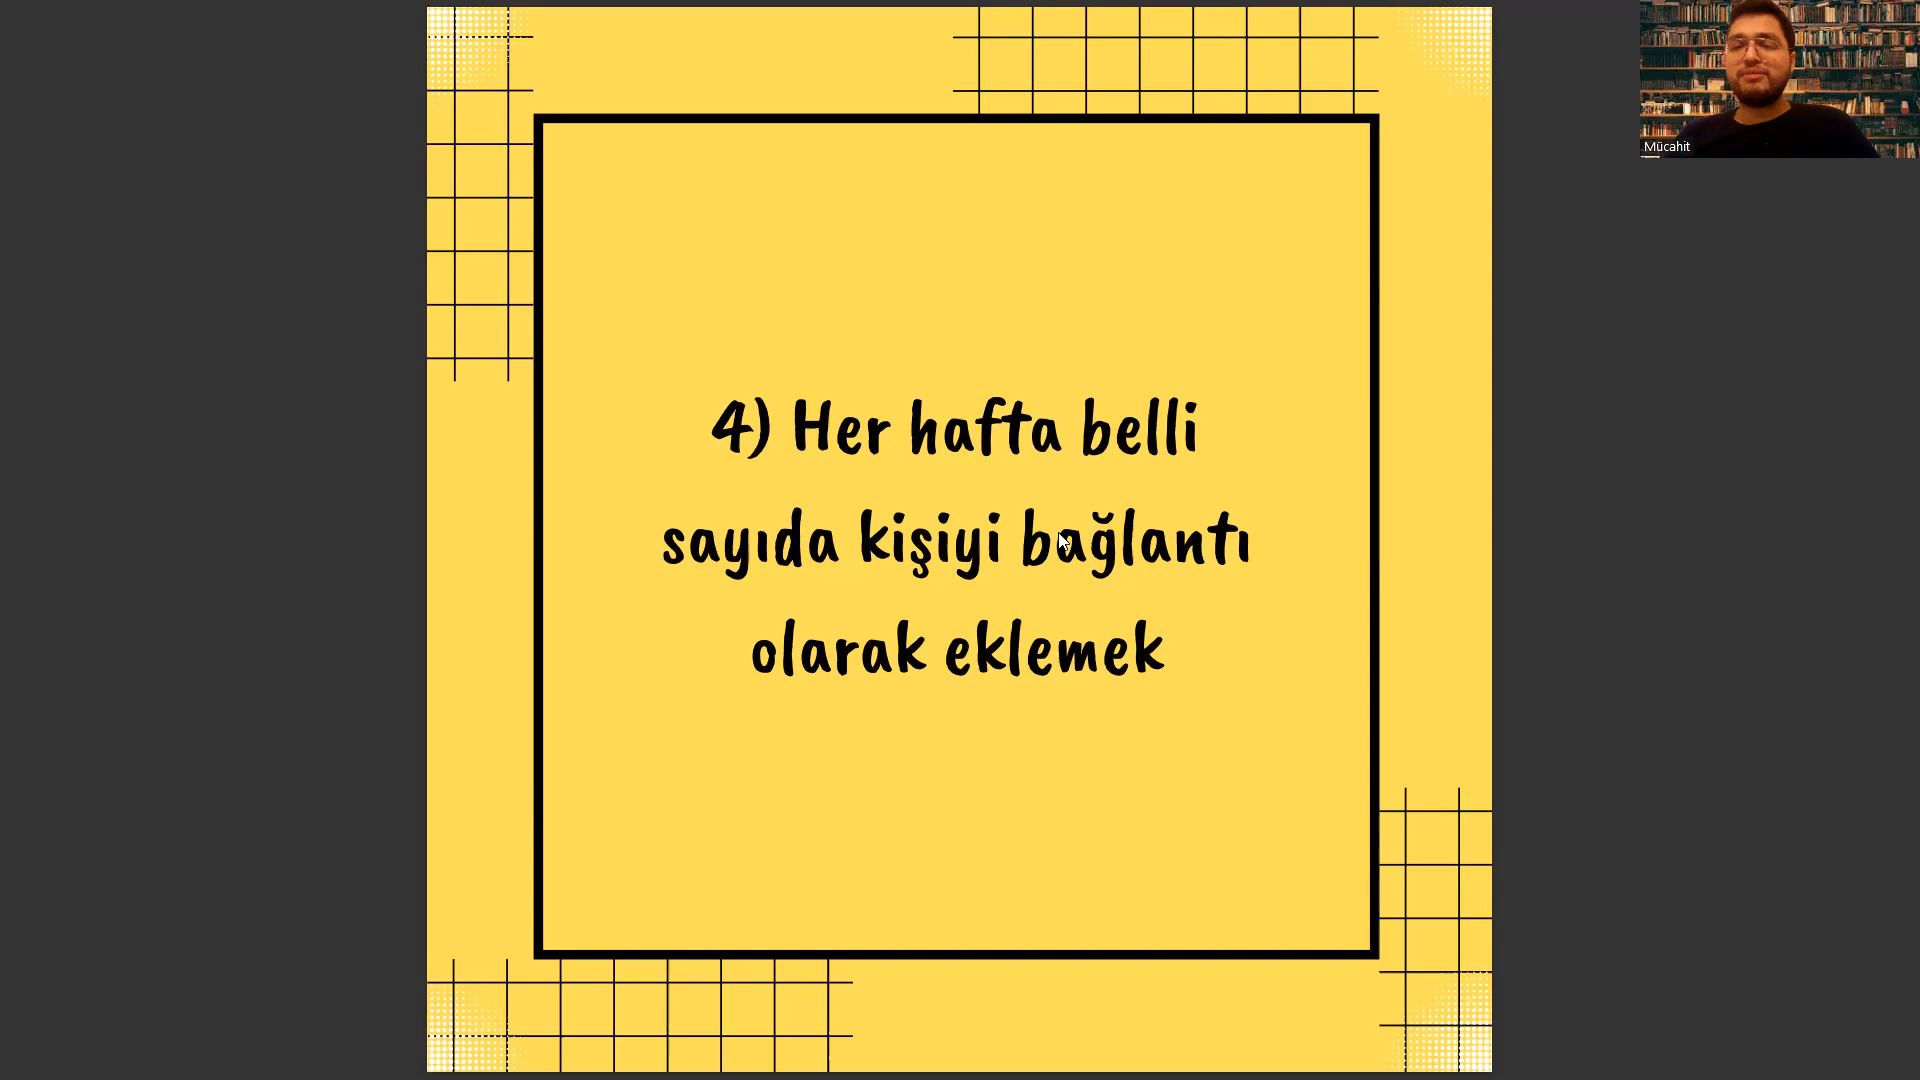 Mücahit
4) Her hafta belli
sayıda kişiyi bağlantı
olarak eklemek